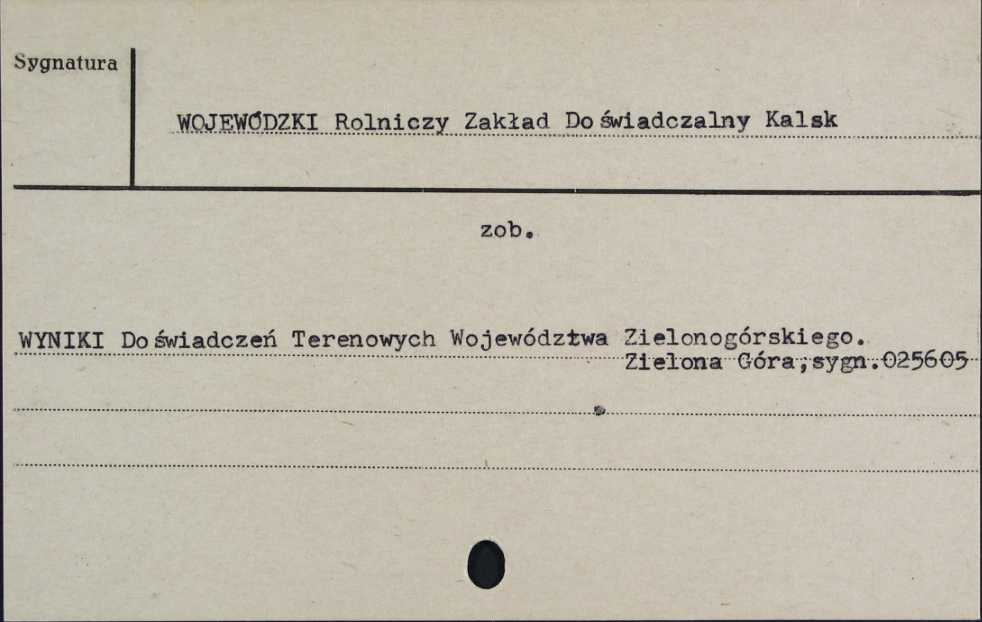 Sygnatura
WOJEWÓDZKI Rolniczy Zakład Doświadczalny Kalsk
zob.
WYNIKI Doświadczeń Terenowych Województwa Zielonogórskiego.
Zielona Góra,sygn.025605